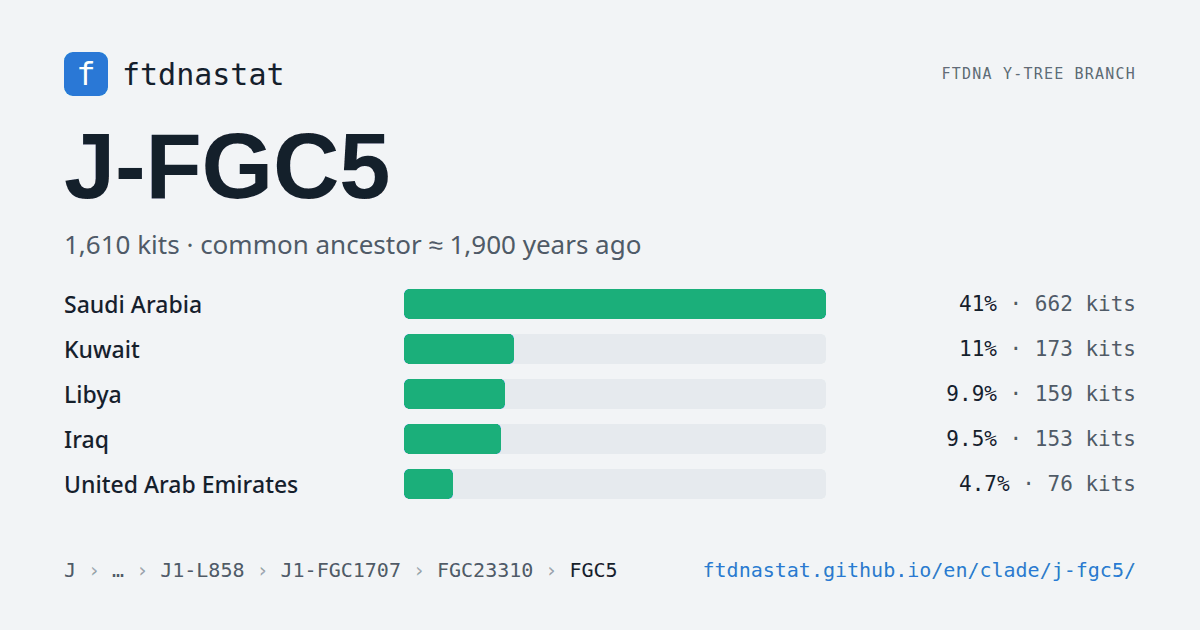 f ftdnastat
FTDNA Y-TREE BRANCH
J-FGC5
1,610 kits · common ancestor ≈ 1,900 years ago
Saudi Arabia 41% · 662 kits
Kuwait 11% · 173 kits
Libya 9.9% · 159 kits
Iraq 9.5% · 153 kits
United Arab Emirates 4.7% · 76 kits
J › … › J1-L858 › J1-FGC1707 › FGC23310 › FGC5
ftdnastat.github.io/en/clade/j-fgc5/